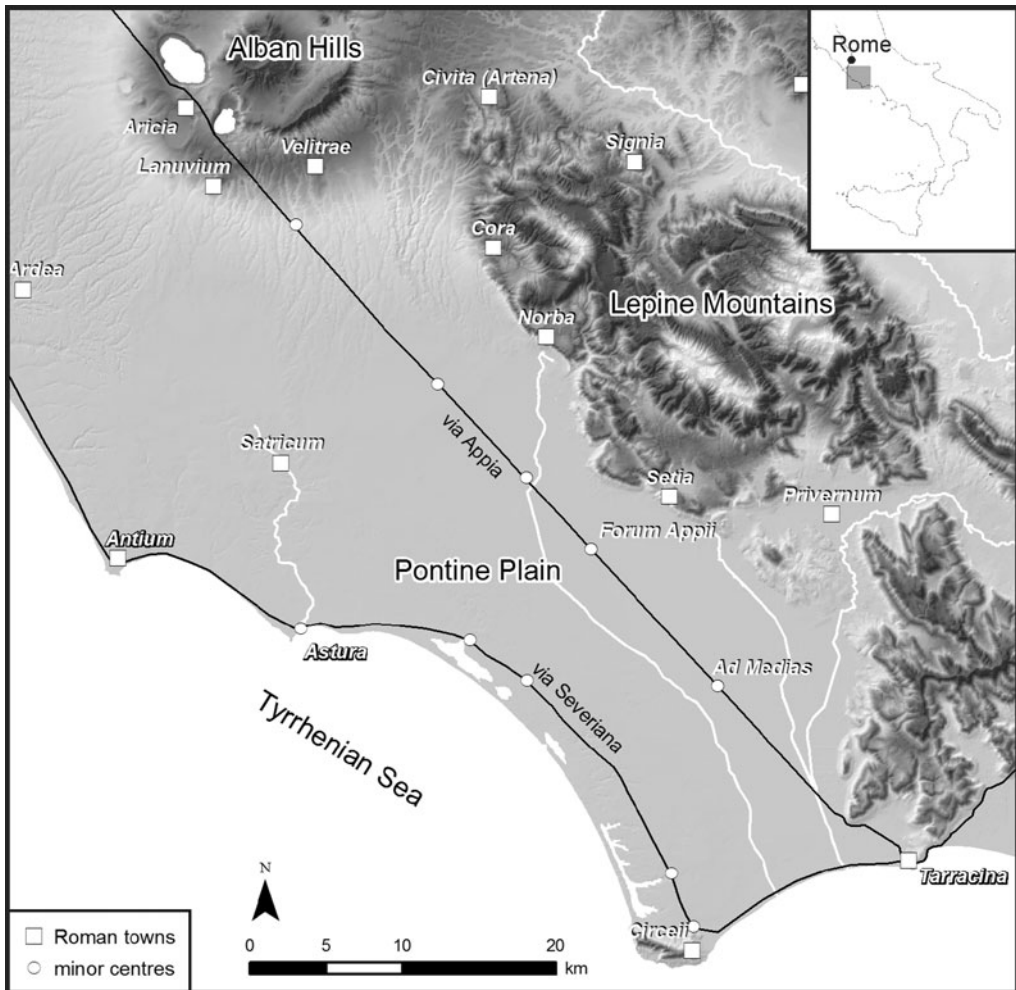 Alban Hills
Rome
Civita (Artena)
Aricia
Velitrae
Signia
Lanuvium
Cora
Ardea
Lepine Mountains
Norba
via Appia
Satricum
Setia
Privernum
Forum Appii
Antium
Pontine Plain
Astura
Ad Medias
via Severiana
Tyrrhenian Sea
N
Tarracina
Circeii
Roman towns
minor centres
0 5 10 20
km